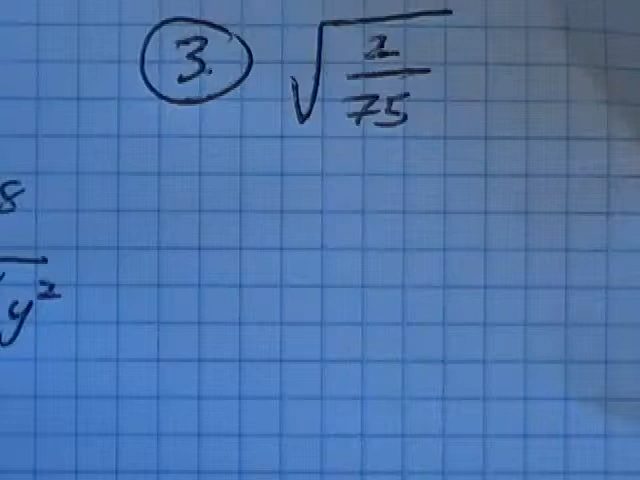 3. √(2/75)
8
y²